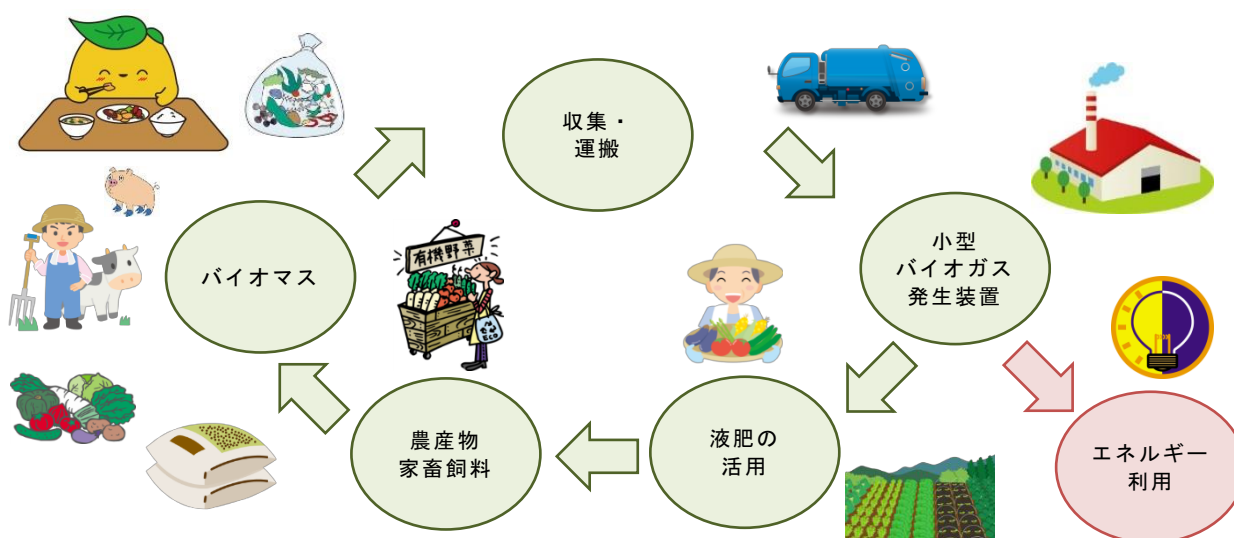 収集・
運搬
小型
バイオガス
発生装置
バイオマス
有機野菜
ECO
農産物
家畜飼料
液肥の
活用
エネルギー
利用